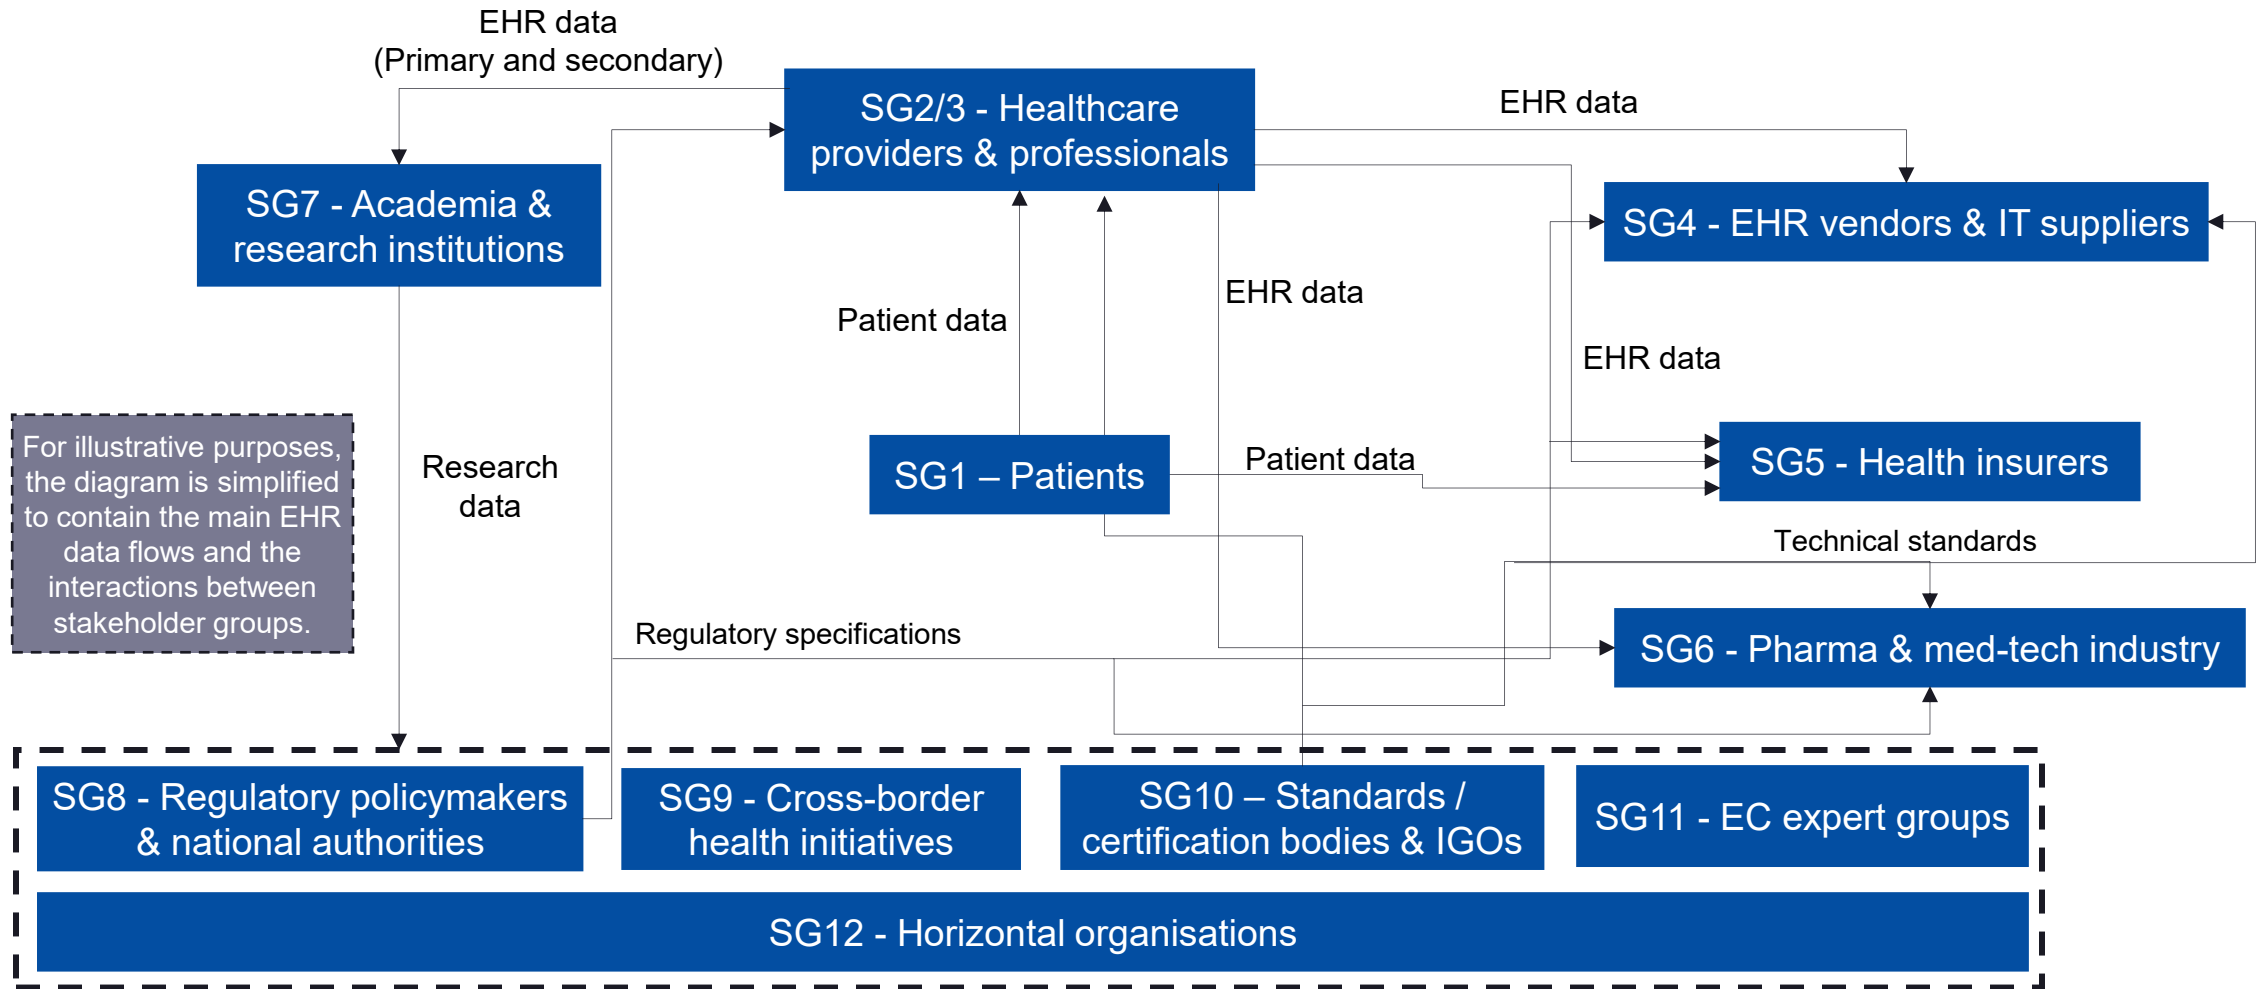 EHR data
(Primary and secondary)
SG2/3 - Healthcare
providers & professionals
EHR data
SG7 - Academia &
research institutions
SG4 - EHR vendors & IT suppliers
Patient data
EHR data
EHR data
For illustrative purposes,
the diagram is simplified
to contain the main EHR
data flows and the
interactions between
stakeholder groups.
Research
data
SG1 – Patients
Patient data
SG5 - Health insurers
Technical standards
Regulatory specifications
SG6 - Pharma & med-tech industry
SG8 - Regulatory policymakers
& national authorities
SG9 - Cross-border
health initiatives
SG10 – Standards /
certification bodies & IGOs
SG11 - EC expert groups
SG12 - Horizontal organisations